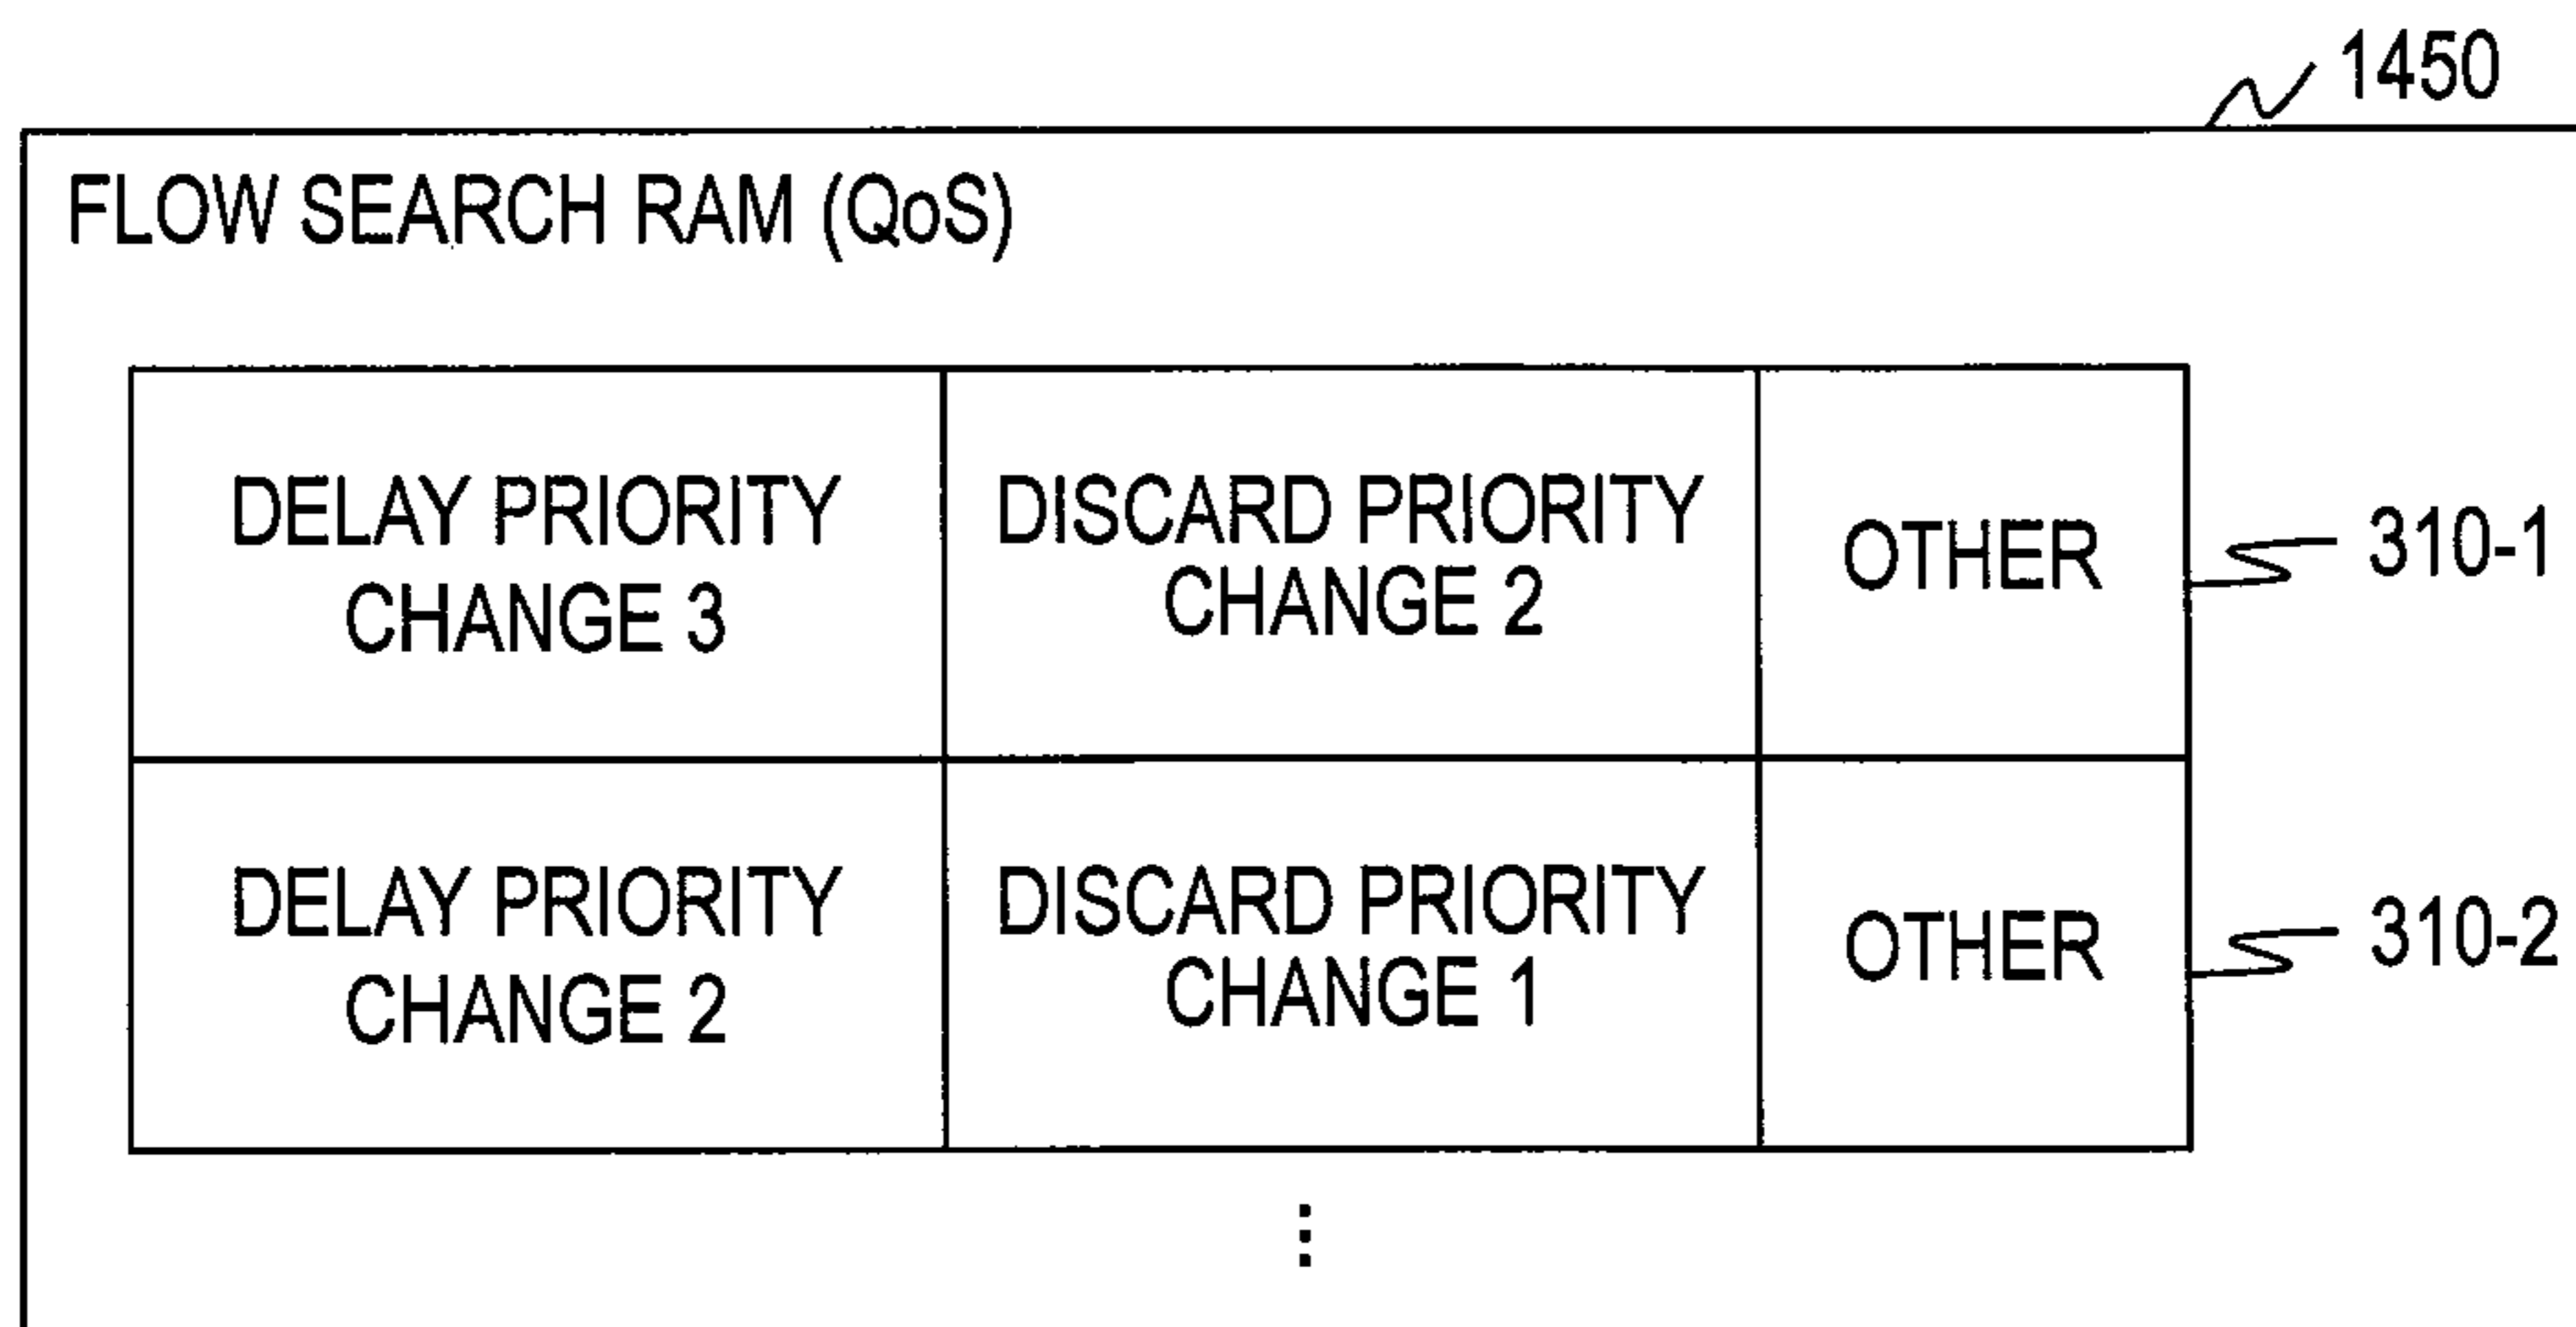 1450
FLOW SEARCH RAM (QoS)
DELAY PRIORITY
CHANGE 3
DISCARD PRIORITY
CHANGE 2
OTHER
310-1
DELAY PRIORITY
CHANGE 2
DISCARD PRIORITY
CHANGE 1
OTHER
310-2